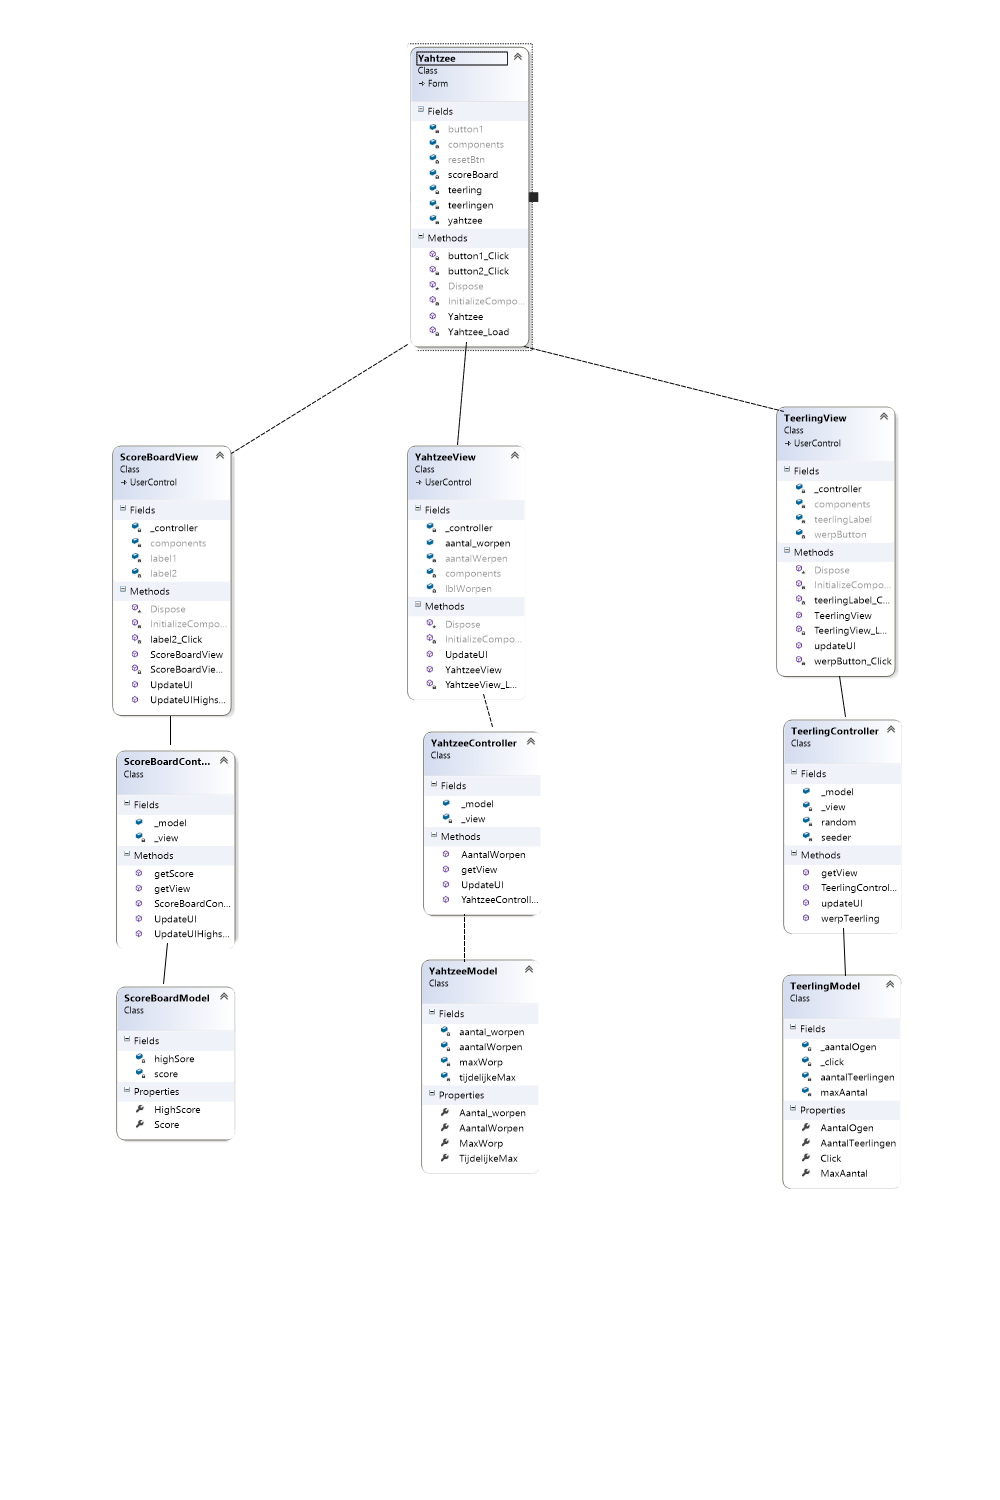 Yahtzee
Class
Form
Fields
button1
components
resetBtn
scoreBoard
teerling
teerlingen
yahtzee
Methods
button1_Click
button2_Click
Dispose
InitializeCompo...
Yahtzee
Yahtzee_Load
ScoreBoardView
Class
UserControl
Fields
_controller
components
label1
label2
Methods
Dispose
InitializeCompo...
label2_Click
ScoreBoardView
ScoreBoardVie...
UpdateUI
UpdateUIHighs...
ScoreBoardCont...
Class
Fields
_model
_view
Methods
getScore
getView
ScoreBoardCon...
UpdateUI
UpdateUIHighs...
ScoreBoardModel
Class
Fields
highSore
score
Properties
HighScore
Score
YahtzeeView
Class
UserControl
Fields
_controller
aantal_worpen
aantalWerpen
components
lblWorpen
Methods
Dispose
InitializeCompo...
UpdateUI
YahtzeeView
YahtzeeView_L...
YahtzeeController
Class
Fields
_model
_view
Methods
AantalWorpen
getView
UpdateUI
YahtzeeControll...
YahtzeeModel
Class
Fields
aantal_worpen
aantalWorpen
maxWorp
tijdelijkeMax
Properties
Aantal_worpen
AantalWorpen
MaxWorp
TijdelijkeMax
TeerlingView
Class
UserControl
Fields
_controller
components
teerlingLabel
werpButton
Methods
Dispose
InitializeCompo...
teerlingLabel_C...
TeerlingView
TeerlingView_L...
updateUI
werpButton_Click
TeerlingController
Class
Fields
_model
_view
random
seeder
Methods
getView
TeerlingControl...
updateUI
werpTeerling
TeerlingModel
Class
Fields
_aantalOgen
_click
aantalTeerlingen
maxAantal
Properties
AantalOgen
AantalTeerlingen
Click
MaxAantal